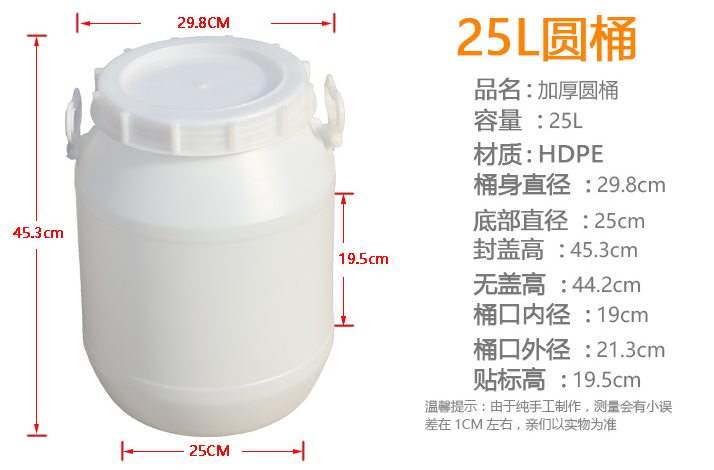 29.8CM
45.3cm
19.5cm
25CM
25L圆桶
品名：加厚圆桶
容量 ：25L
材质：HDPE
桶身直径 ：29.8cm
底部直径 ：25cm
封盖高 ：45.3cm
无盖高 ：44.2cm
桶口内径 ：19cm
桶口外径 ：21.3cm
贴标高 ：19.5cm
温馨提示：由于纯手工制作，测量会有小误
差在 1CM 左右，亲们以实物为准